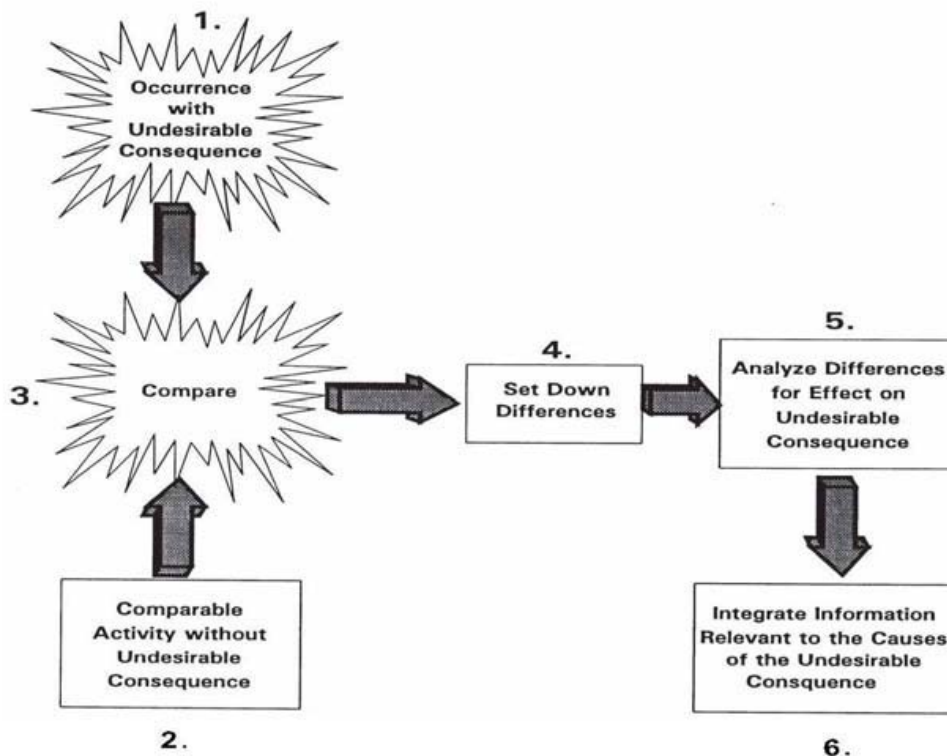 1.
Occurrence
with
Undesirable
Consequence
3.
Compare
4.
Set Down
Differences
5.
Analyze Differences
for Effect on
Undesirable
Consequence
Comparable
Activity without
Undesirable
Consequence
2.
Integrate Information
Relevant to the Causes
of the Undesirable
Consquence
6.